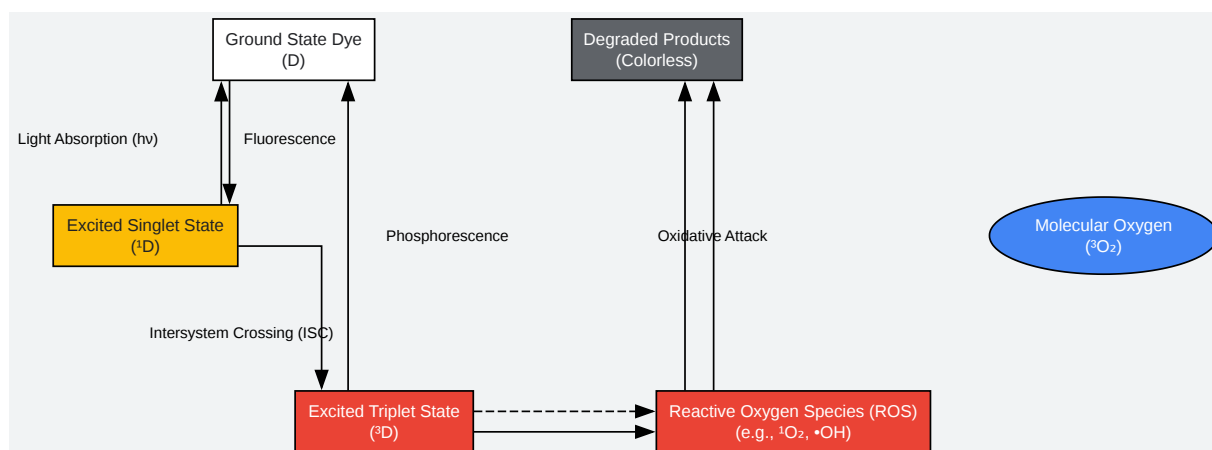 Ground State Dye
(D)
Degraded Products
(Colorless)
Light Absorption (hν)
Fluorescence
Excited Singlet State
(¹D)
Phosphorescence
Oxidative Attack
Molecular Oxygen
(³O₂)
Intersystem Crossing (ISC)
Excited Triplet State
(³D)
Reactive Oxygen Species (ROS)
(e.g., ¹O₂, •OH)